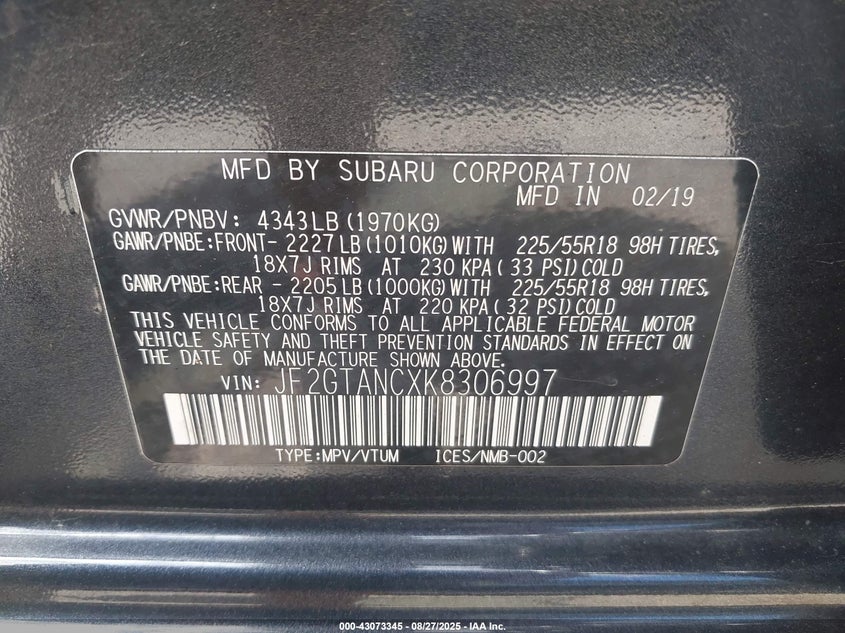 MFD BY SUBARU CORPORATION
MFD IN 02/19
GVWR/PNBV: 4343LB (1970KG)
GAWR/PNBE:FRONT- 2227LB (1010KG) WITH 225/55R18 98H TIRES,
18X7J RIMS AT 230 KPA ( 33 PSI) COLD
GAWR/PNBE:REAR - 2205LB (1000KG) WITH 225/55R18 98H TIRES,
18X7J RIMS AT 220 KPA ( 32 PSI) COLD
THIS VEHICLE CONFORMS TO ALL APPLICABLE FEDERAL MOTOR
VEHICLE SAFETY AND THEFT PREVENTION STANDARDS IN EFFECT ON
THE DATE OF MANUFACTURE SHOWN ABOVE.
VIN: JF2GTANCXK8306997
TYPE:MPV/VTUM ICES/NMB-002
000-43073345 - 08/27/2025 - IAA Inc.